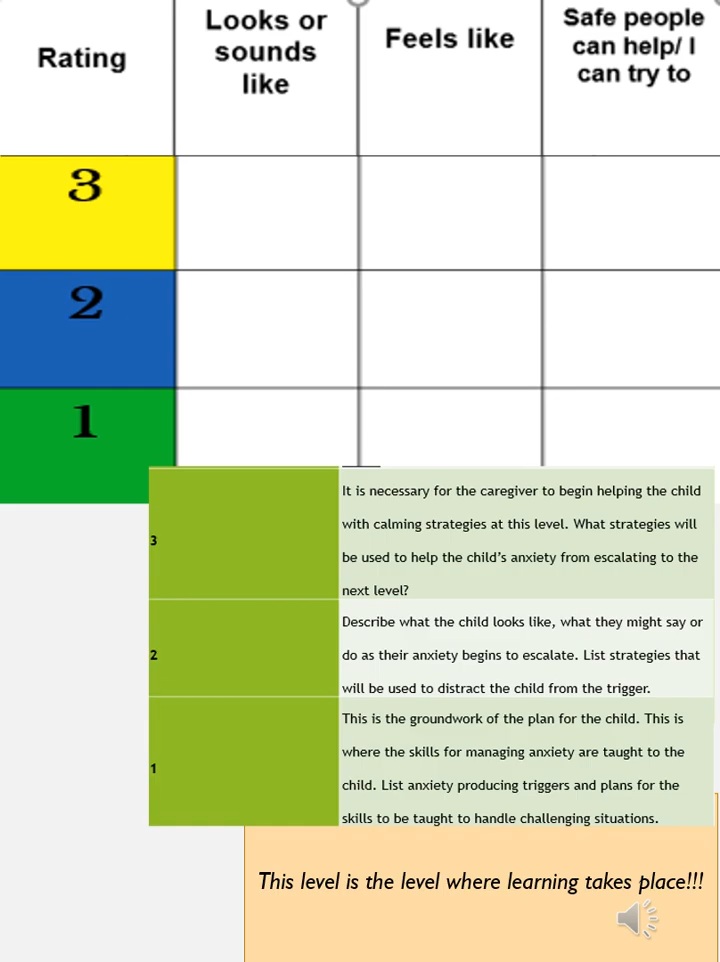 Rating
Looks or
sounds
like
Feels like
Safe people
can help/ I
can try to
3
2
1
3
It is necessary for the caregiver to begin helping the child
with calming strategies at this level. What strategies will
be used to help the child’s anxiety from escalating to the
next level?
2
Describe what the child looks like, what they might say or
do as their anxiety begins to escalate. List strategies that
will be used to distract the child from the trigger.
1
This is the groundwork of the plan for the child. This is
where the skills for managing anxiety are taught to the
child. List anxiety producing triggers and plans for the
skills to be taught to handle challenging situations.
This level is the level where learning takes place!!!